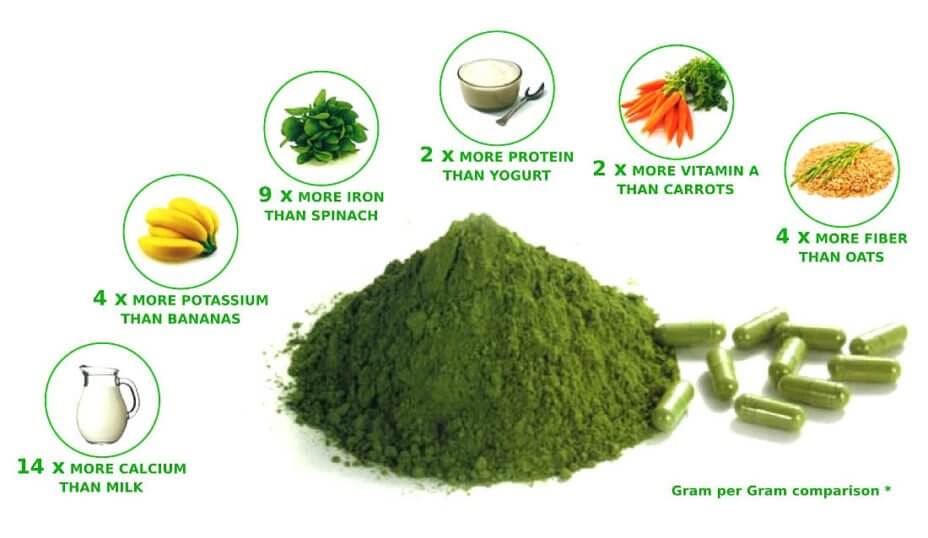 2 x MORE PROTEIN
THAN YOGURT
9 x MORE IRON
THAN SPINACH
2 x MORE VITAMIN A
THAN CARROTS
4 x MORE POTASSIUM
THAN BANANAS
4 x MORE FIBER
THAN OATS
14 x MORE CALCIUM
THAN MILK
Gram per Gram comparison *